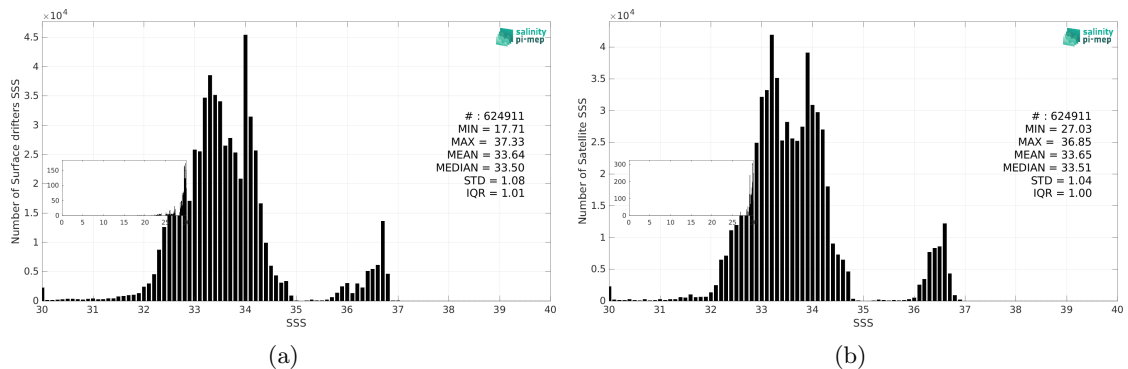 ×10⁴
4.5
4
3.5
3
2.5
2
1.5
1
0.5
0
Number of Surface drifters SSS
salinity
pi-mep
# : 624911
MIN = 17.71
MAX = 37.33
MEAN = 33.64
MEDIAN = 33.50
STD = 1.08
IQR = 1.01
150
100
50
0
0 5 10 15 20 25
30 31 32 33 34 35 36 37 38 39 40
SSS
(a)
×10⁴
4
3.5
3
2.5
2
1.5
1
0.5
0
Number of Satellite SSS
salinity
pi-mep
# : 624911
MIN = 27.03
MAX = 36.85
MEAN = 33.65
MEDIAN = 33.51
STD = 1.04
IQR = 1.00
300
200
100
0
0 5 10 15 20 25
30 31 32 33 34 35 36 37 38 39 40
SSS
(b)